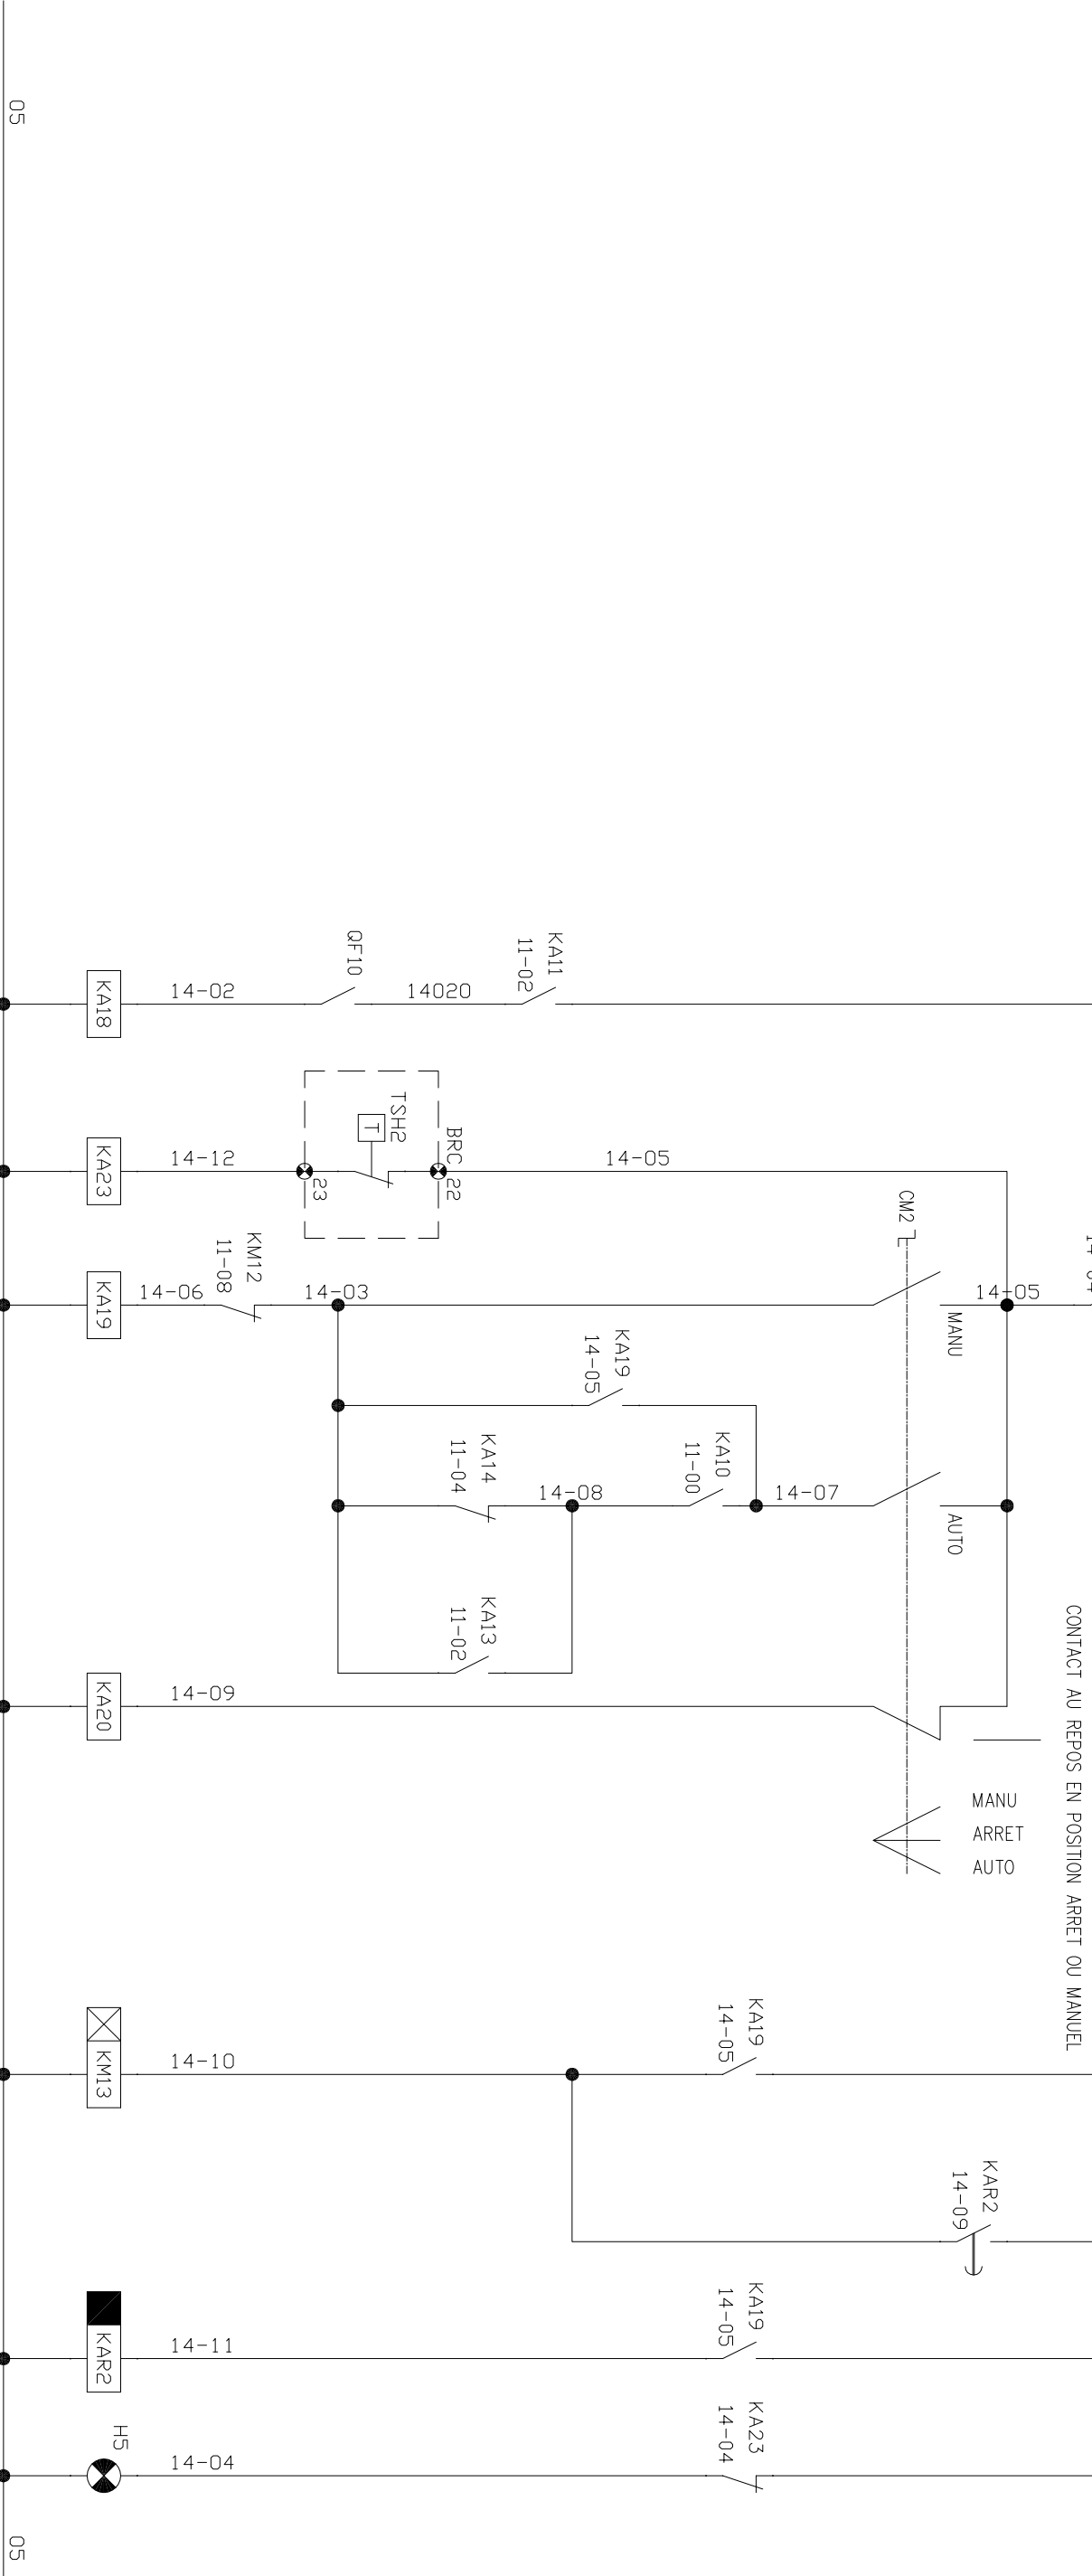 05
QF10
KA11
11-02
KA18
14-02
14020
TSH2
T
BRC
22
23
KA23
14-12
14-05
CM2
KM12
11-08
KA19
14-06
14-03
14-05
MANU
KA19
14-05
KA14
11-04
KA10
11-00
14-08
14-07
AUTO
KA13
11-02
KA20
14-09
CONTACT AU REPOS EN POSITION ARRET OU MANUEL
MANU
ARRET
AUTO
KA19
14-05
KM13
14-10
KAR2
14-09
KA19
14-05
KAR2
14-11
KA23
14-04
H5
14-04
05